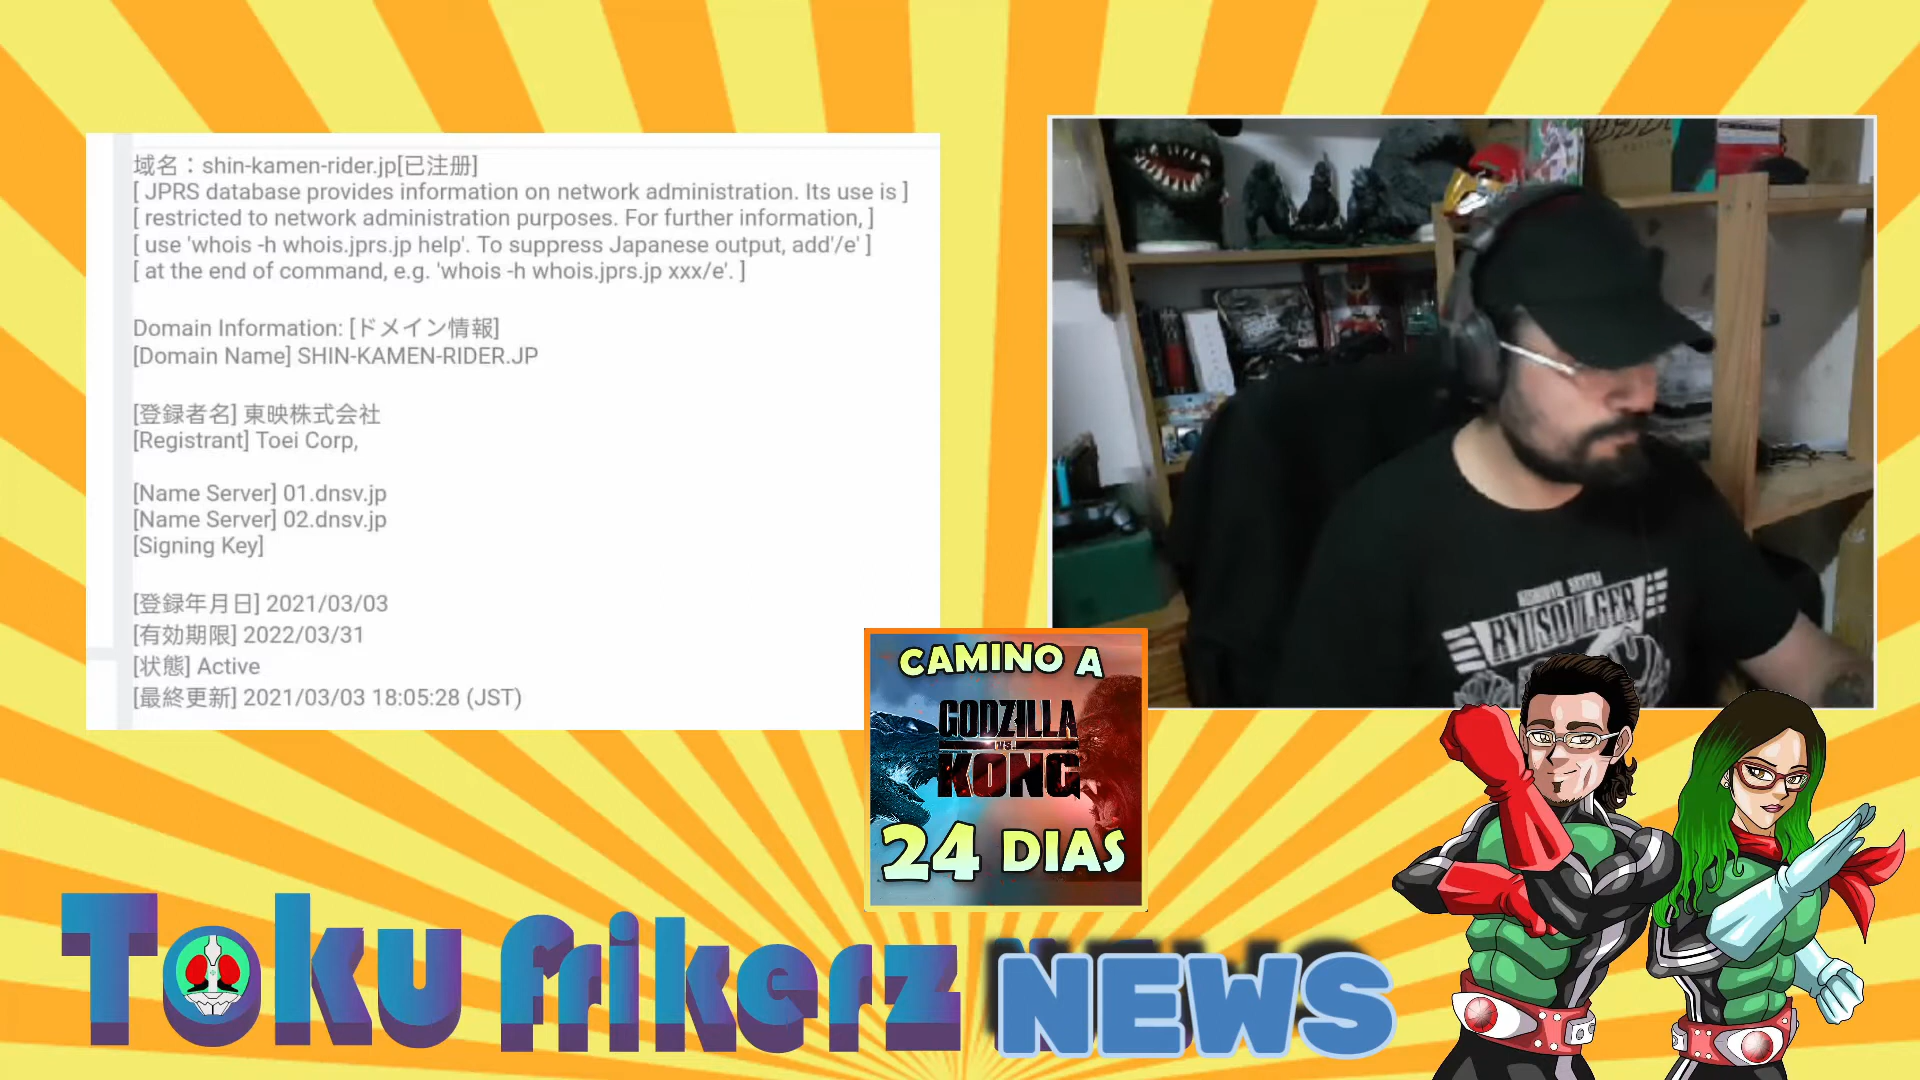 域名：shin-kamen-rider.jp[已注册]
[ JPRS database provides information on network administration. Its use is ]
[ restricted to network administration purposes. For further information, ]
[ use 'whois -h whois.jprs.jp help'. To suppress Japanese output, add'/e' ]
[ at the end of command, e.g. 'whois -h whois.jprs.jp xxx/e'. ]
Domain Information: [ドメイン情報]
[Domain Name] SHIN-KAMEN-RIDER.JP
[登録者名] 東映株式会社
[Registrant] Toei Corp,
[Name Server] 01.dnsv.jp
[Name Server] 02.dnsv.jp
[Signing Key]
[登録年月日] 2021/03/03
[有効期限] 2022/03/31
[状態] Active
[最終更新] 2021/03/03 18:05:28 (JST)
RYUSOULGER
CAMINO A
GODZILLA
VS.
KONG
24 DIAS
Toku frikerz NEWS